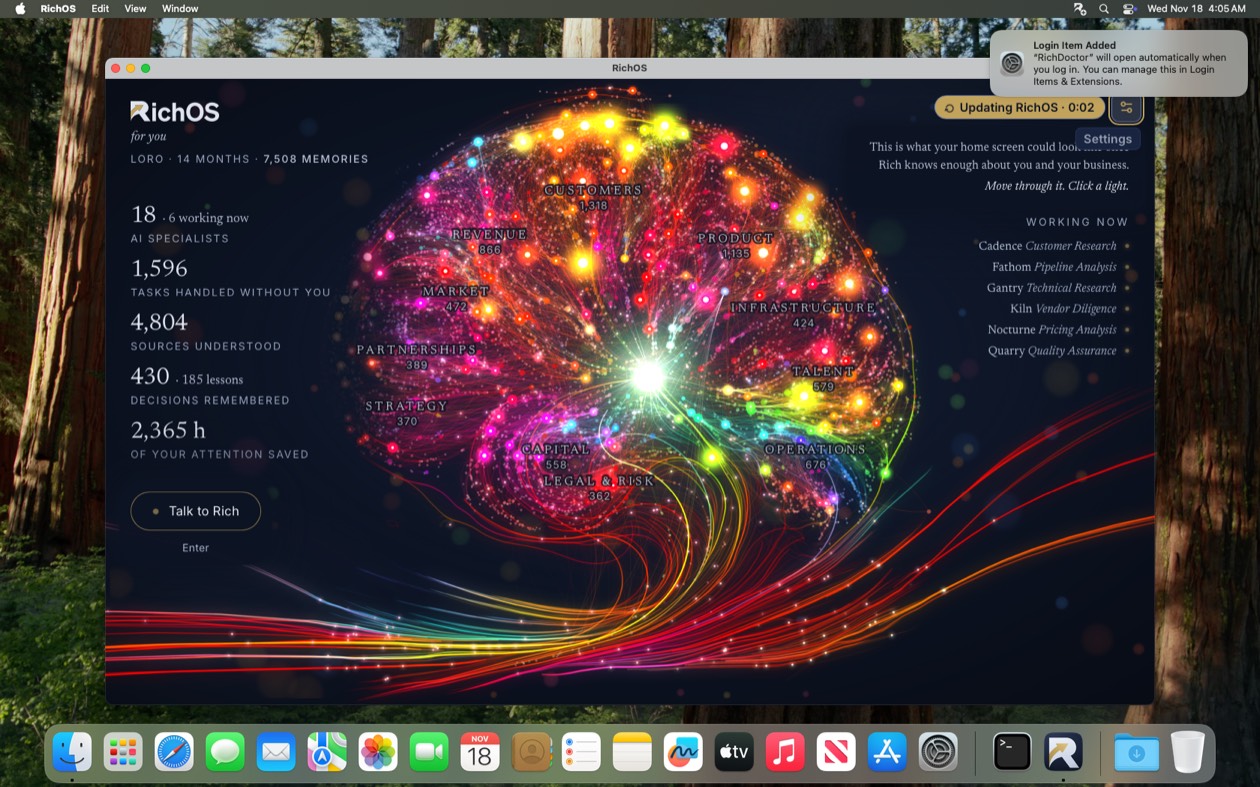 RichOS Edit View Window
Wed Nov 18 4:05 AM
RichOS
Login Item Added
“RichDoctor” will open automatically when
you log in. You can manage this in Login
Items & Extensions.
RichOS
for you
LORO · 14 MONTHS · 7,508 MEMORIES
18 · 6 working now
AI SPECIALISTS
1,596
TASKS HANDLED WITHOUT YOU
4,804
SOURCES UNDERSTOOD
430 · 185 lessons
DECISIONS REMEMBERED
2,365 h
OF YOUR ATTENTION SAVED
Talk to Rich
Enter
CUSTOMERS
1,318
REVENUE
866
PRODUCT
1,135
MARKET
472
INFRASTRUCTURE
424
PARTNERSHIPS
389
TALENT
579
STRATEGY
370
CAPITAL
558
OPERATIONS
676
LEGAL & RISK
362
Updating RichOS · 0:02
Settings
This is what your home screen could
Rich knows enough about you and your business.
Move through it. Click a light.
WORKING NOW
Cadence Customer Research
Fathom Pipeline Analysis
Gantry Technical Research
Kiln Vendor Diligence
Nocturne Pricing Analysis
Quarry Quality Assurance
NOV
18
tv
>_